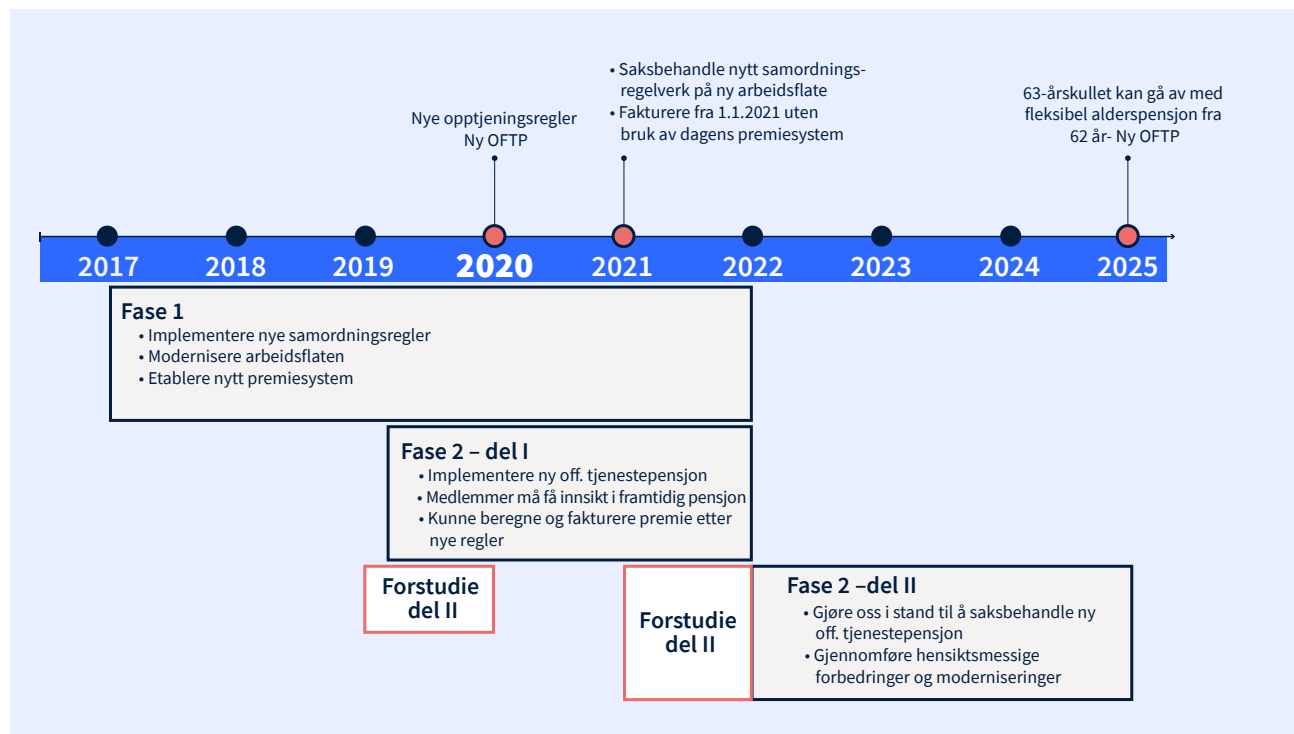 • Saksbehandle nytt samordnings-
regelverk på ny arbeidsflate
• Fakturere fra 1.1.2021 uten
bruk av dagens premiesystem
Nye opptjeningsregler
Ny OFTP
63-årskullet kan gå av med
fleksibel alderspensjon fra
62 år- Ny OFTP
2017 2018 2019 2020 2021 2022 2023 2024 2025
Fase 1
• Implementere nye samordningsregler
• Modernisere arbeidsflaten
• Etablere nytt premiesystem
Fase 2 – del I
• Implementere ny off. tjenestepensjon
• Medlemmer må få innsikt i framtidig pensjon
• Kunne beregne og fakturere premie etter
nye regler
Forstudie
del II
Forstudie
del II
Fase 2 –del II
• Gjøre oss i stand til å saksbehandle ny
off. tjenestepensjon
• Gjennomføre hensiktsmessige
forbedringer og moderniseringer